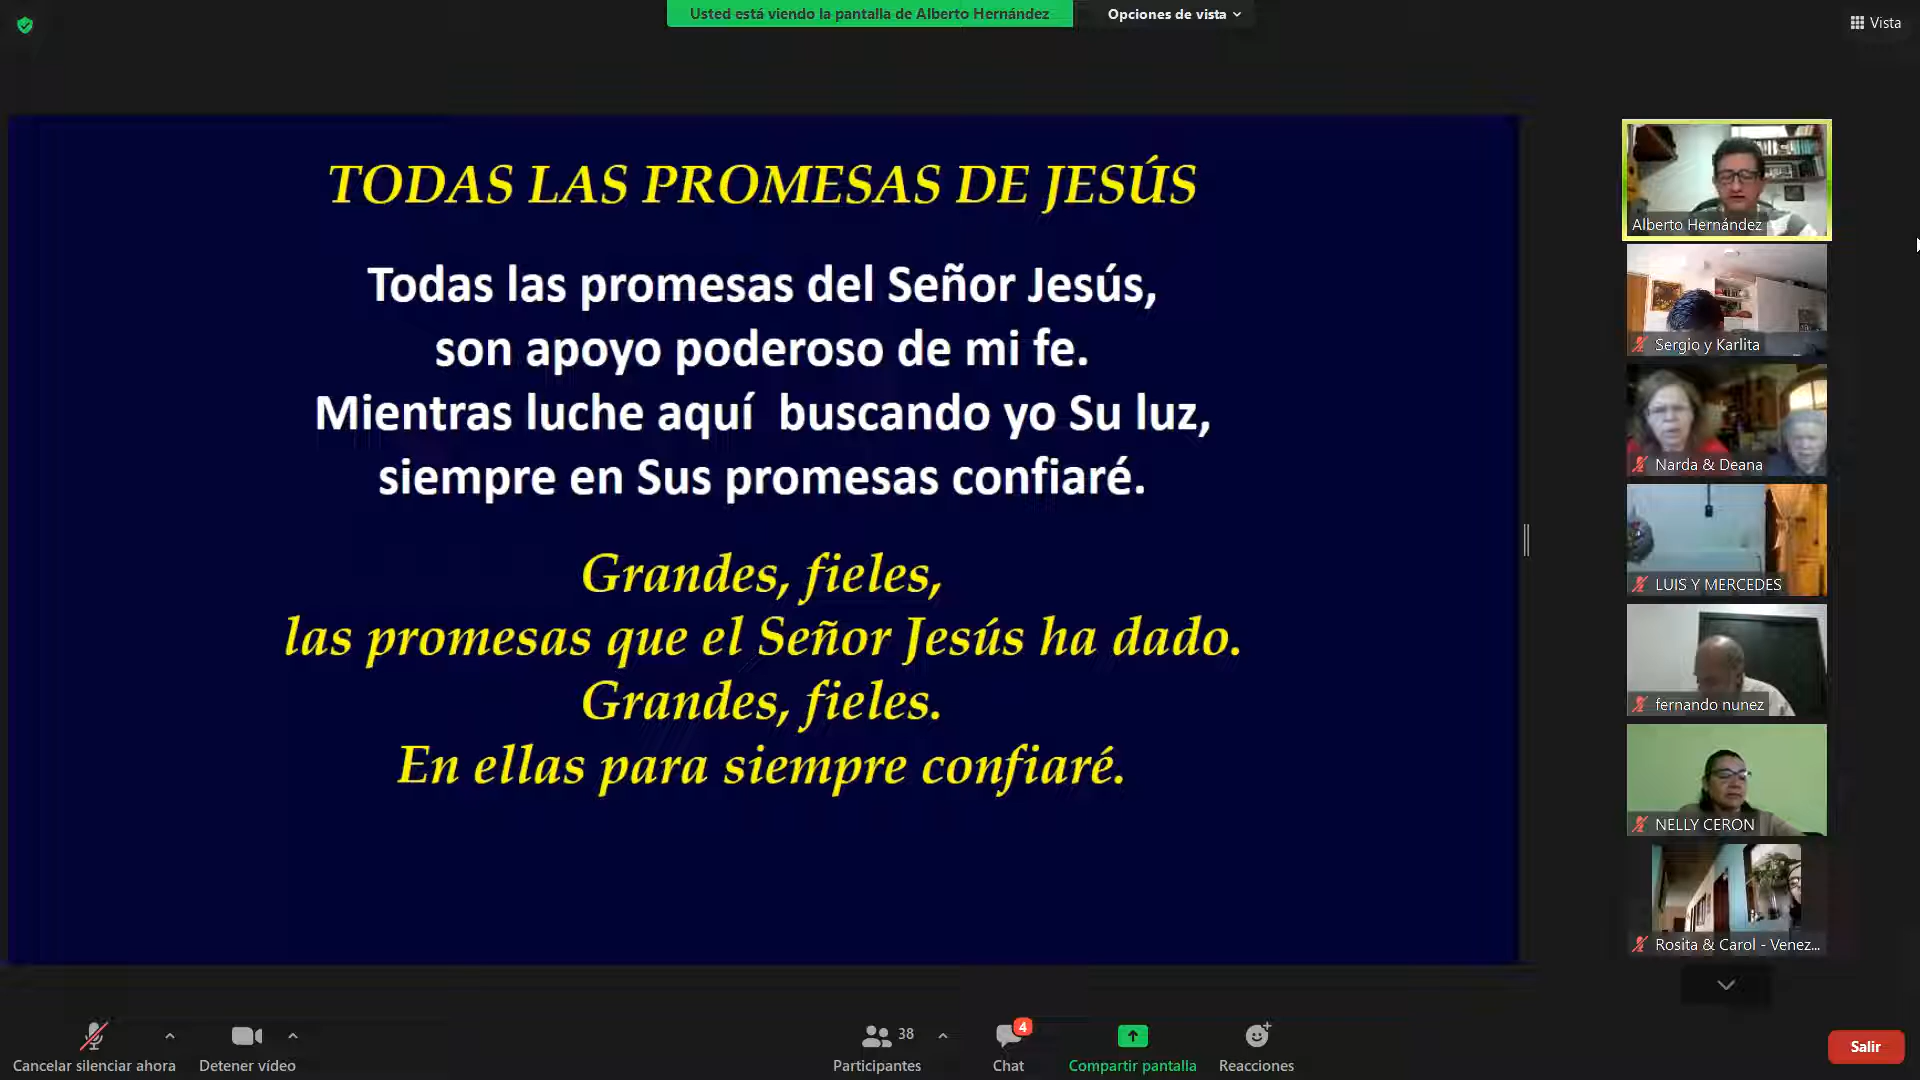 Usted está viendo la pantalla de Alberto Hernández
Opciones de vista
Vista
TODAS LAS PROMESAS DE JESÚS
Todas las promesas del Señor Jesús,
son apoyo poderoso de mi fe.
Mientras luche aquí buscando yo Su luz,
siempre en Sus promesas confiaré.
Grandes, fieles,
las promesas que el Señor Jesús ha dado.
Grandes, fieles.
En ellas para siempre confiaré.
Alberto Hernández
Sergio y Karlita
Narda & Deana
LUIS Y MERCEDES
fernando nunez
NELLY CERON
Rosita & Carol - Venez...
Cancelar silenciar ahora
Detener vídeo
38
Participantes
4
Chat
Compartir pantalla
Reacciones
Salir